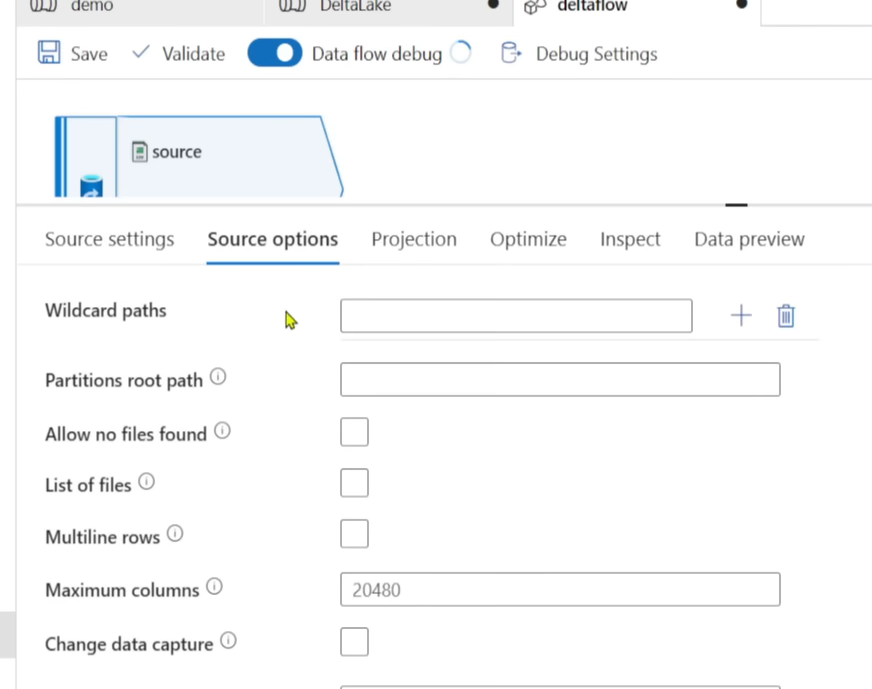 demo DeltaLake deltaflow
Save Validate Data flow debug Debug Settings
source
Source settings Source options Projection Optimize Inspect Data preview
Wildcard paths
Partitions root path
Allow no files found
List of files
Multiline rows
Maximum columns 20480
Change data capture